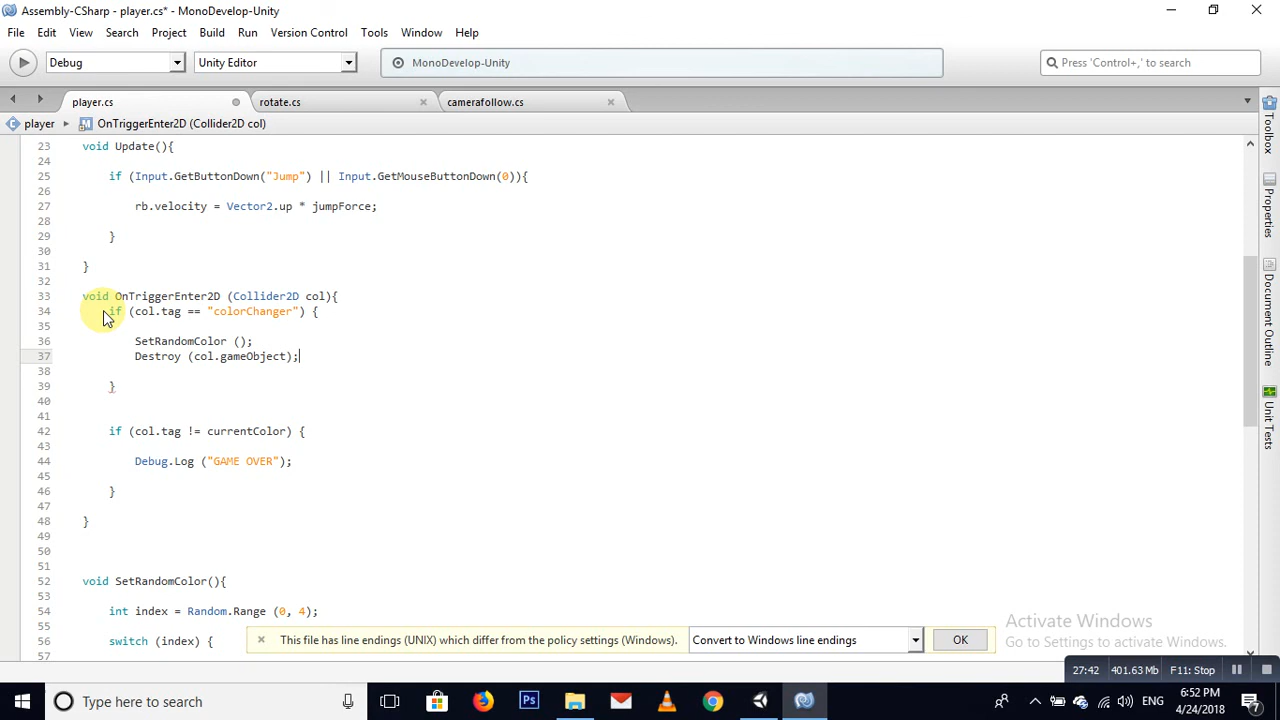 Assembly-CSharp - player.cs* - MonoDevelop-Unity
File Edit View Search Project Build Run Version Control Tools Window Help
Debug Unity Editor MonoDevelop-Unity Press 'Control+,' to search
player.cs rotate.cs camerafollow.cs
player OnTriggerEnter2D (Collider2D col)
23 void Update(){
24
25 if (Input.GetButtonDown("Jump") || Input.GetMouseButtonDown(0)){
26
27 rb.velocity = Vector2.up * jumpForce;
28
29 }
30
31 }
32
33 void OnTriggerEnter2D (Collider2D col){
34 if (col.tag == "colorChanger") {
35
36 SetRandomColor ();
37 Destroy (col.gameObject);
38
39 }
40
41
42 if (col.tag != currentColor) {
43
44 Debug.Log ("GAME OVER");
45
46 }
47
48 }
49
50
51
52 void SetRandomColor(){
53
54 int index = Random.Range (0, 4);
55
56 switch (index) {
57
Toolbox
Properties
Document Outline
Unit Tests
This file has line endings (UNIX) which differ from the policy settings (Windows). Convert to Windows line endings OK
Activate Windows
Go to Settings to activate Windows.
27:42 401.63 MB F11: Stop
Type here to search
Ps
ENG
6:52 PM
4/24/2018
7